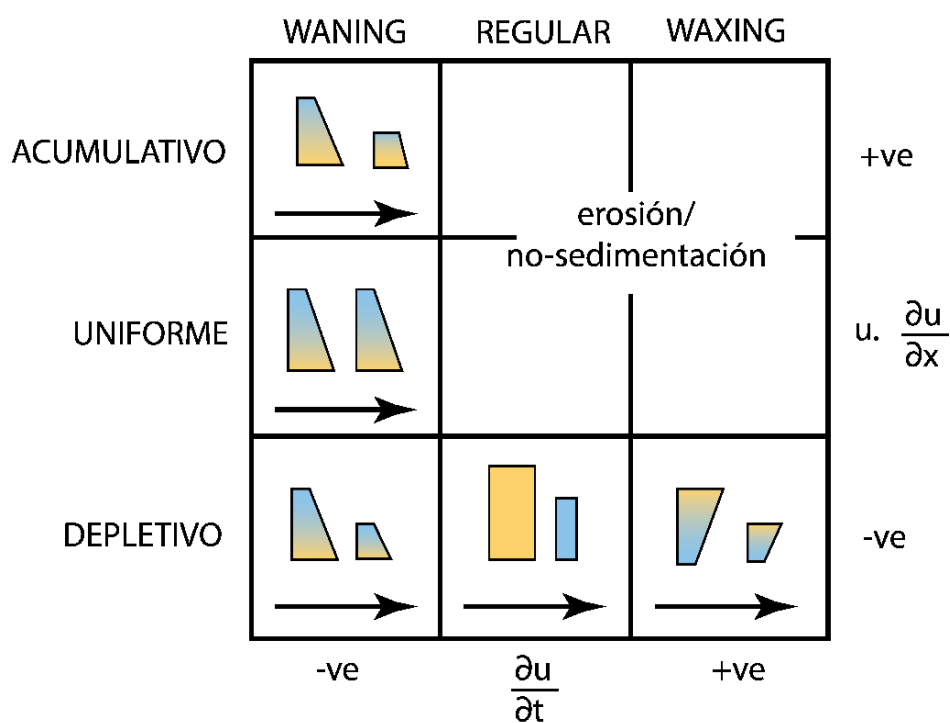 WANING REGULAR WAXING
ACUMULATIVO +ve
erosión/
no-sedimentación
UNIFORME u. ∂u
∂x
DEPLETIVO -ve
-ve ∂u +ve
∂t